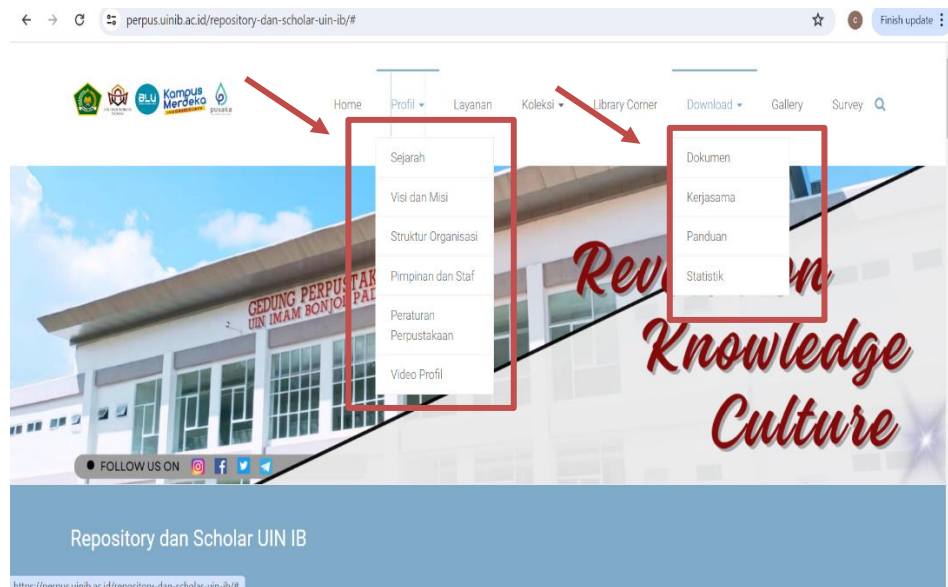 perpus.uinib.ac.id/repository-dan-scholar-uin-ib/#
Finish update
BLU
Kampus
Merdeka
pusaka
Home Profil Layanan Koleksi Library Corner Download Gallery Survey
Sejarah
Visi dan Misi
Struktur Organisasi
Pimpinan dan Staf
Peraturan
Perpustakaan
Video Profil
Dokumen
Kerjasama
Panduan
Statistik
GEDUNG
UIN IMAM BONJOL
Knowledge
Culture
FOLLOW US ON
Repository dan Scholar UIN IB
https://perpus.uinib.ac.id/repository-dan-scholar-uin-ib/#